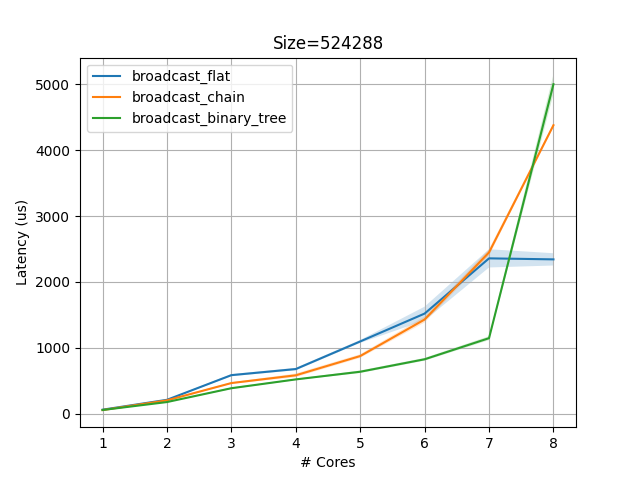 Size=524288
broadcast_flat
broadcast_chain
broadcast_binary_tree
Latency (us)
5000
4000
3000
2000
1000
0
1 2 3 4 5 6 7 8
# Cores